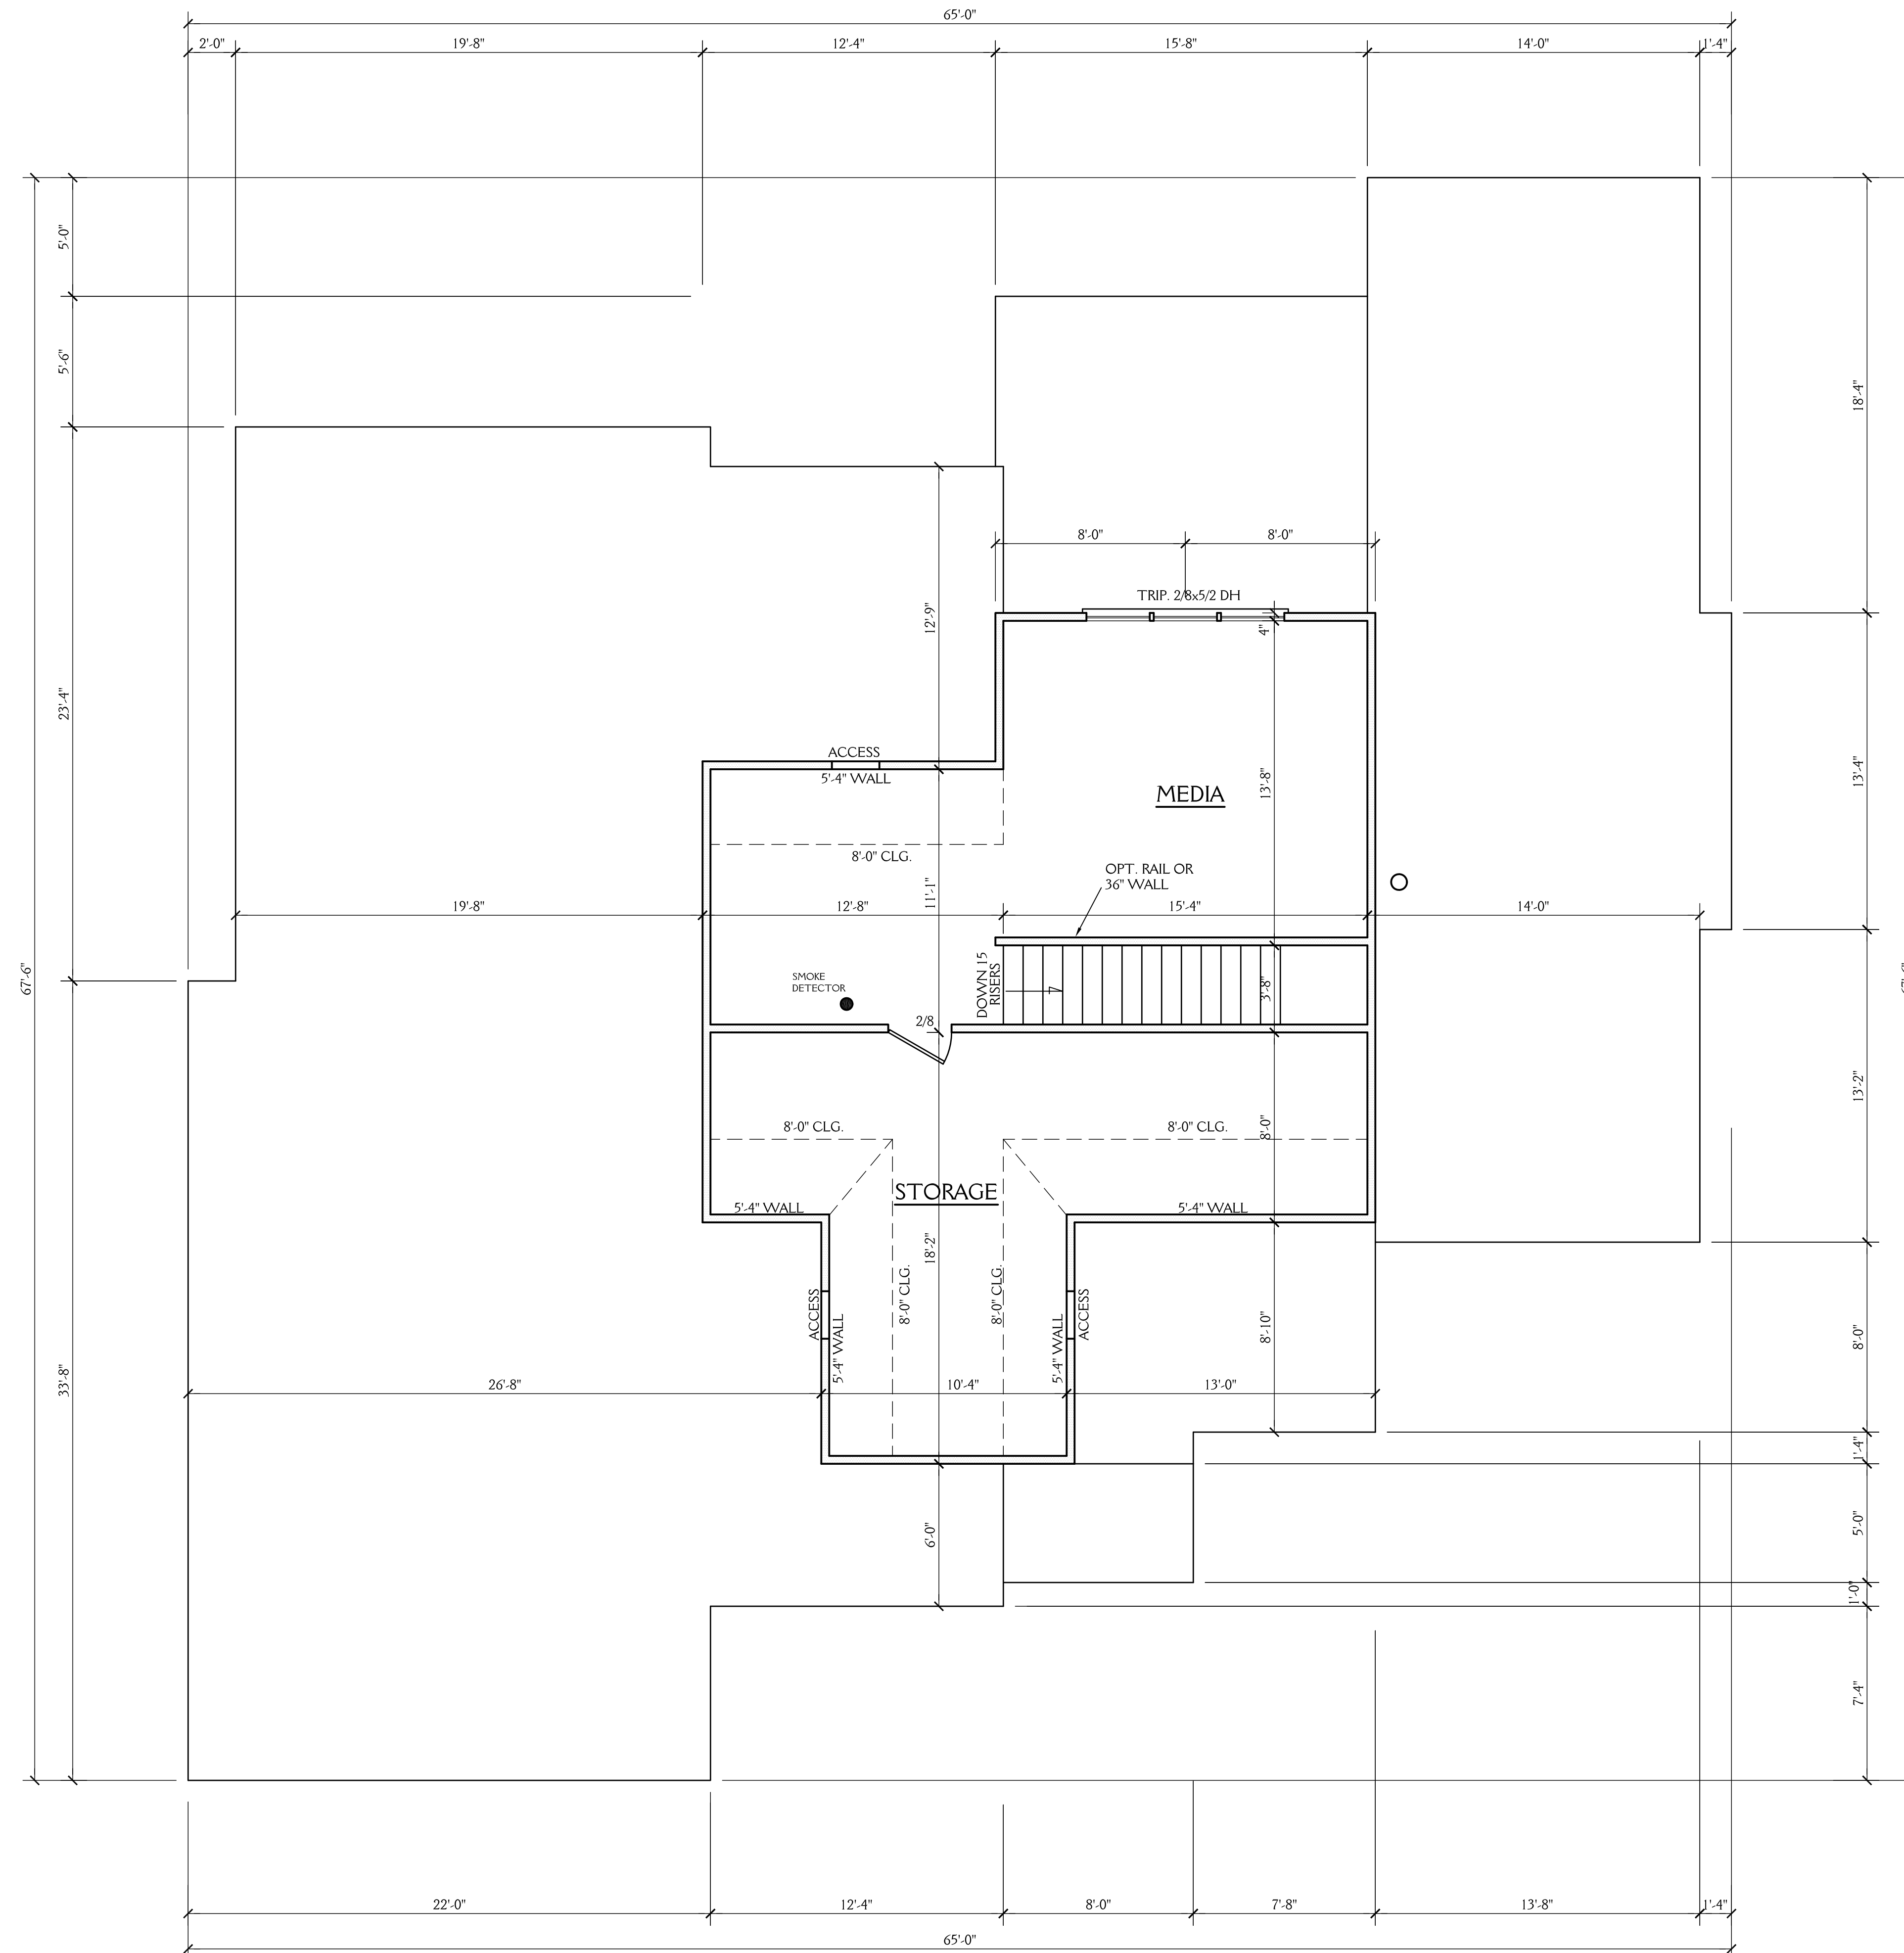 65'-0"
2'-0"
19'-8"
12'-4"
15'-8"
14'-0"
1'-4"
5'-0"
5'-6"
18'-4"
8'-0"
8'-0"
TRIP. 2/8x5/2 DH
12'-9"
4"
23'-4"
ACCESS
5'-4" WALL
13'-8"
MEDIA
13'-4"
8'-0" CLG.
OPT. RAIL OR
36" WALL
11'-1"
19'-8"
12'-8"
15'-4"
14'-0"
67'-6"
SMOKE
DETECTOR
DOWN 15
RISERS
3'-8"
2/8
13'-2"
8'-0" CLG.
8'-0" CLG.
8'-0"
STORAGE
5'-4" WALL
5'-4" WALL
18'-2"
8'-0" CLG.
8'-0" CLG.
ACCESS
5'-4" WALL
5'-4" WALL
ACCESS
8'-10"
8'-0"
33'-8"
26'-8"
10'-4"
13'-0"
1'-4"
6'-0"
5'-0"
1'-0"
7'-4"
22'-0"
12'-4"
8'-0"
7'-8"
13'-8"
1'-4"
65'-0"